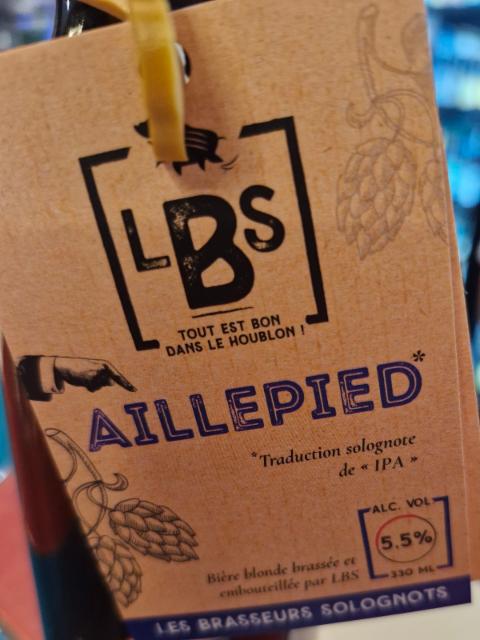 LBS
TOUT EST BON
DANS LE HOUBLON !
AILLEPIED*
*Traduction solognote
de « IPA »
ALC. VOL
5.5%
330 ML
Bière blonde brassée et
embouteillée par LBS
LES BRASSEURS SOLOGNOTS